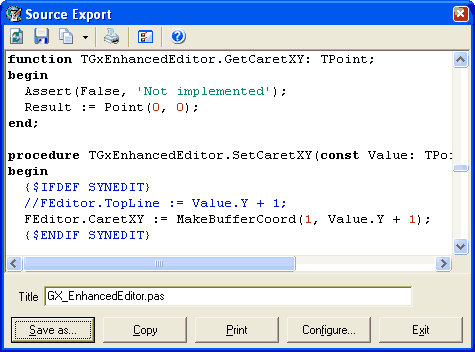 Source Export
function TGxEnhancedEditor.GetCaretXY: TPoint;
begin
  Assert(False, 'Not implemented');
  Result := Point(0, 0);
end;
procedure TGxEnhancedEditor.SetCaretXY(const Value: TPoi
begin
  {$IFDEF SYNEDIT}
  //FEditor.TopLine := Value.Y + 1;
  FEditor.CaretXY := MakeBufferCoord(1, Value.Y + 1);
  {$ENDIF SYNEDIT}
Title GX_EnhancedEditor.pas
Save as... Copy Print Configure... Exit